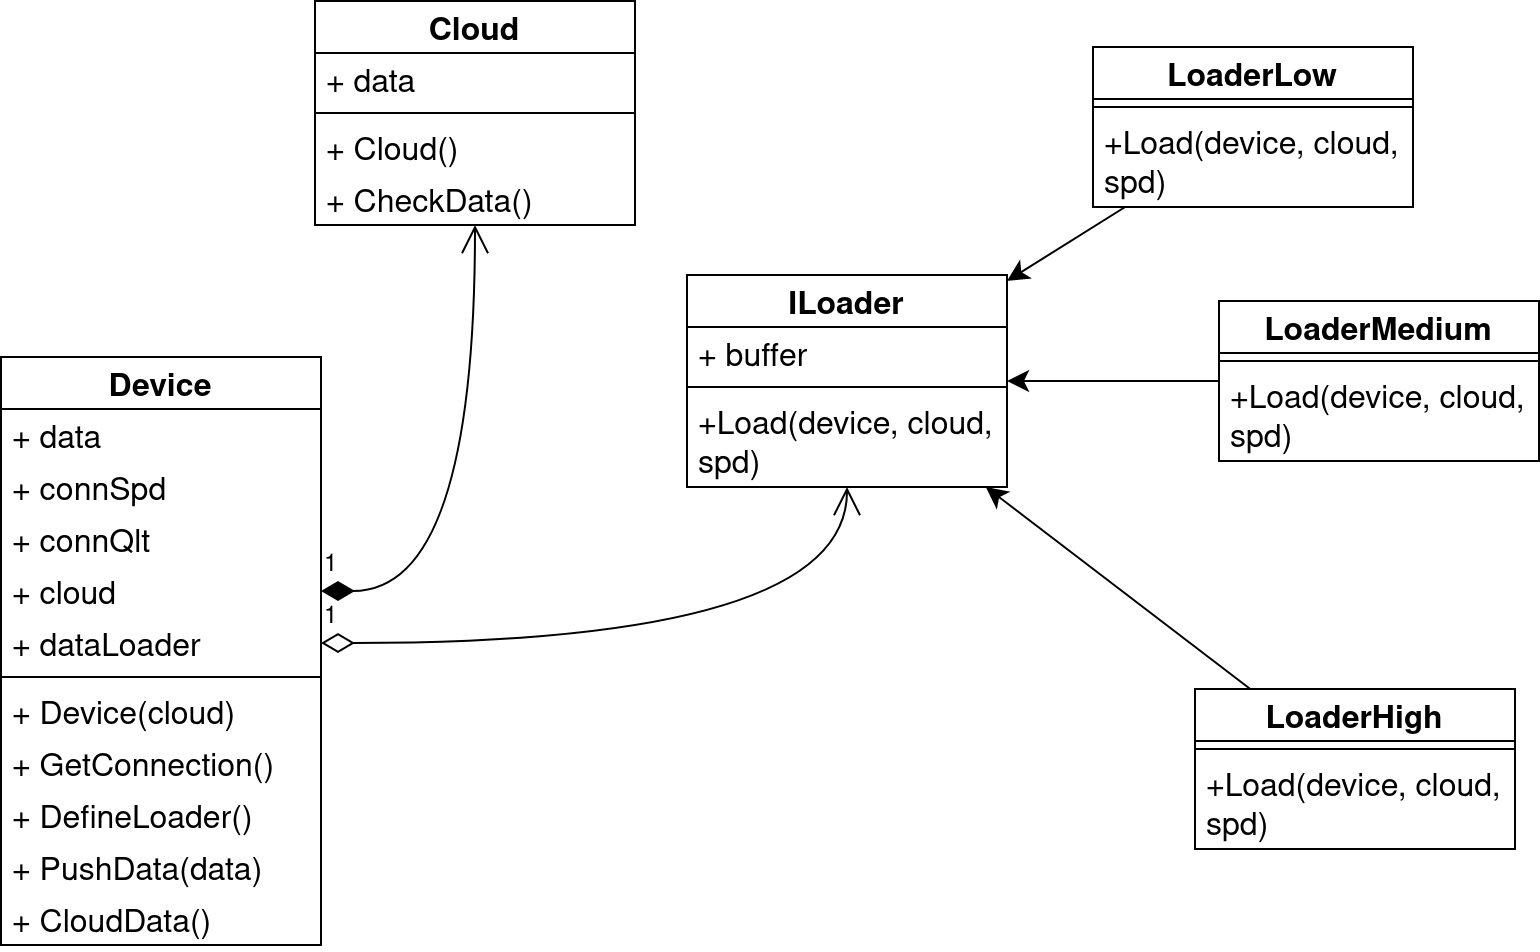 Cloud
+ data
+ Cloud()
+ CheckData()
LoaderLow
+Load(device, cloud,
spd)
ILoader
+ buffer
+Load(device, cloud,
spd)
LoaderMedium
+Load(device, cloud,
spd)
Device
+ data
+ connSpd
+ connQlt
+ cloud
+ dataLoader
1
1
+ Device(cloud)
+ GetConnection()
+ DefineLoader()
+ PushData(data)
+ CloudData()
LoaderHigh
+Load(device, cloud,
spd)